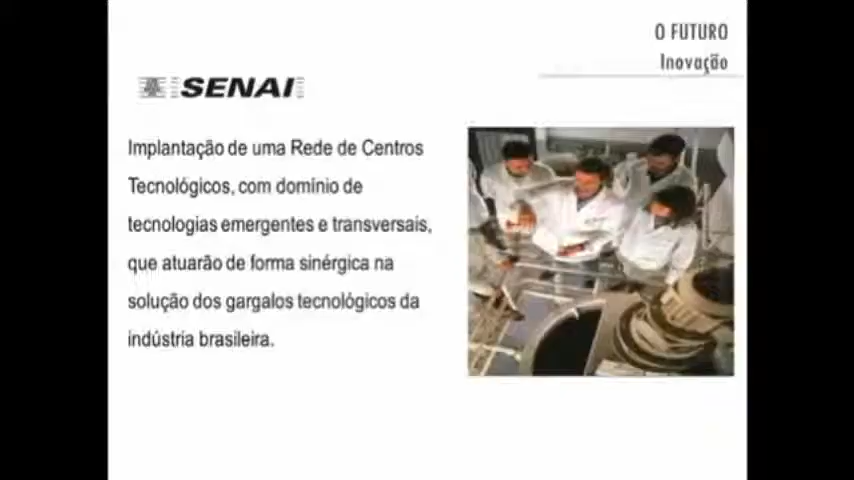 O FUTURO
Inovação
SENAI
Implantação de uma Rede de Centros
Tecnológicos, com domínio de
tecnologias emergentes e transversais,
que atuarão de forma sinérgica na
solução dos gargalos tecnológicos da
indústria brasileira.